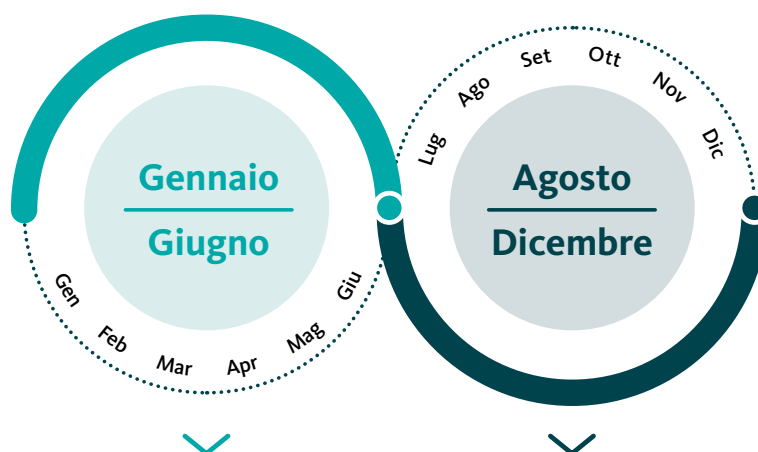 Gennaio
Giugno
Gen
Feb
Mar
Apr
Mag
Giu
Agosto
Dicembre
Lug
Ago
Set
Ott
Nov
Dic